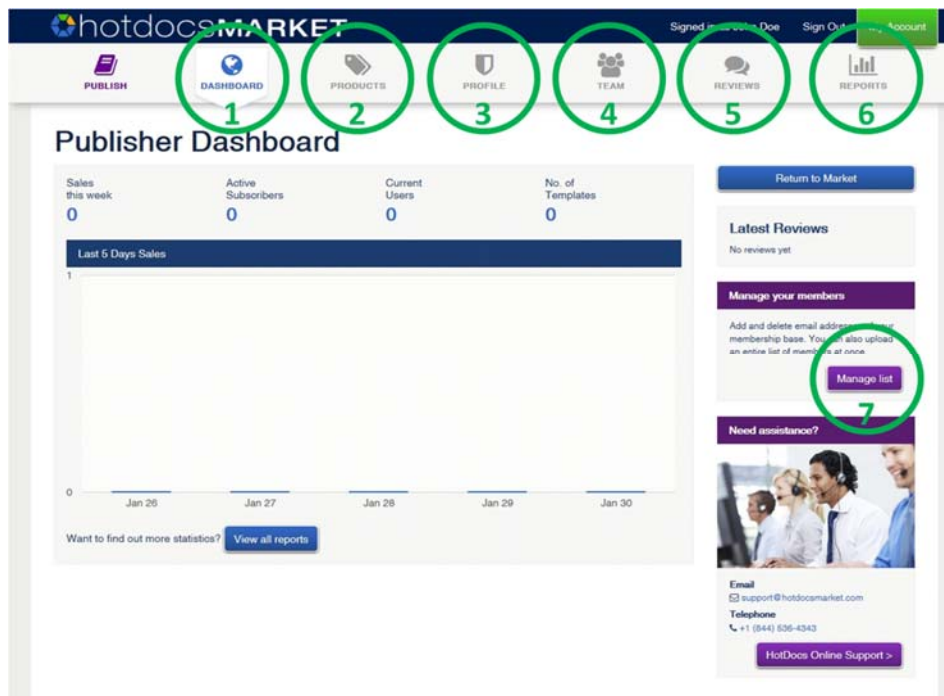 hotdocsMARKET
Signed in as John Doe Sign Out My Account
PUBLISH DASHBOARD PRODUCTS PROFILE TEAM REVIEWS REPORTS
1 2 3 4 5 6
Publisher Dashboard
Sales this week
0
Active Subscribers
0
Current Users
0
No. of Templates
0
Last 5 Days Sales
1
0
Jan 26 Jan 27 Jan 28 Jan 29 Jan 30
Want to find out more statistics? View all reports
Return to Market
Latest Reviews
No reviews yet
Manage your members
Add and delete email addresses of your
membership base. You can also upload
an entire list of members at once
Manage list
7
Need assistance?
Email
support@hotdocsmarket.com
Telephone
+1 (844) 536-4343
HotDocs Online Support >